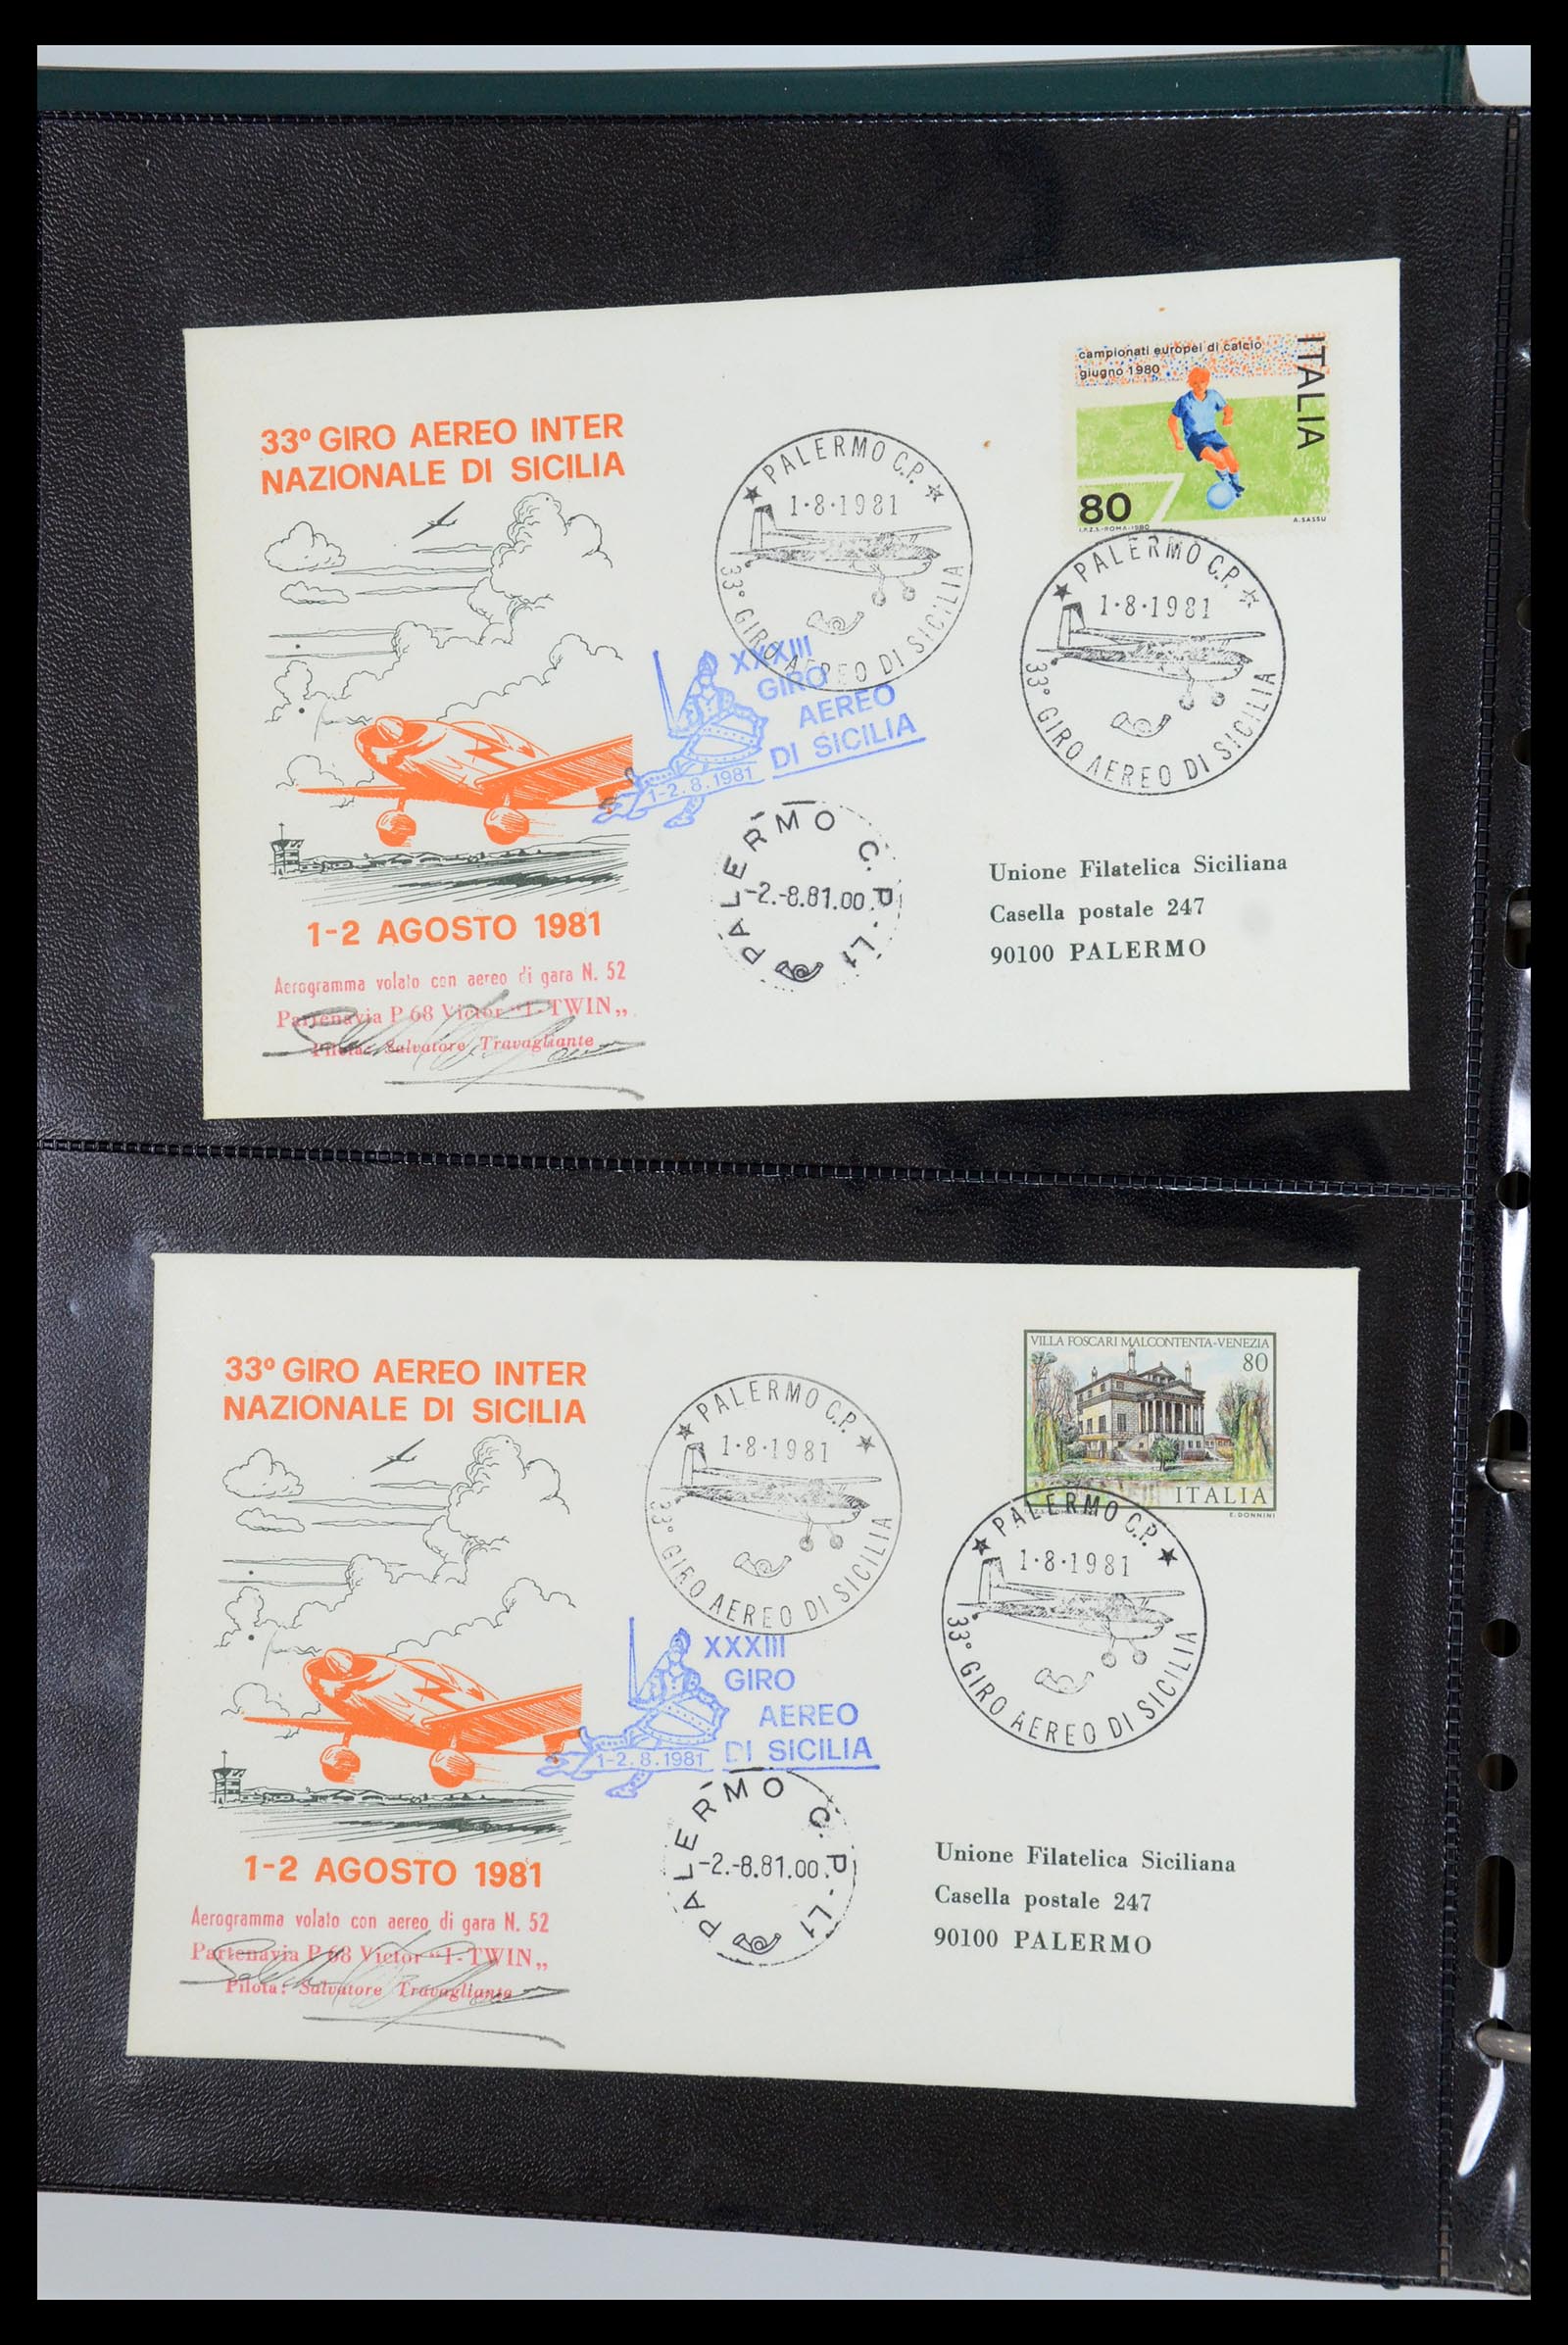 33º GIRO AEREO INTER
NAZIONALE DI SICILIA
campionati europei di calcio
giugno 1980
ITALIA
80
I.P.Z.S.-ROMA-1980
A. SASSU
PALERMO C.P.
1·8·1981
33° GIRO AEREO DI SICILIA
PALERMO C.P.
1·8·1981
33° GIRO AEREO DI SICILIA
XXXIII
GIRO
AEREO
DI SICILIA
1-2.8.1981
PALERMO C.P.-L1
-2.-8.81.00
Unione Filatelica Siciliana
Casella postale 247
90100 PALERMO
1-2 AGOSTO 1981
Aerogramma volato con aereo di gara N. 52
Partenavia P 68 Victor "I-TWIN„
Pilota: Salvatore Travagliante
33º GIRO AEREO INTER
NAZIONALE DI SICILIA
VILLA FOSCARI MALCONTENTA-VENEZIA
80
ITALIA
E. DONNINI
PALERMO C.P.
1·8·1981
33° GIRO AEREO DI SICILIA
PALERMO C.P.
1·8·1981
33° GIRO AEREO DI SICILIA
XXXIII
GIRO
AEREO
DI SICILIA
1-2.8.1981
PALERMO C.P.-L1
-2.-8.81.00
Unione Filatelica Siciliana
Casella postale 247
90100 PALERMO
1-2 AGOSTO 1981
Aerogramma volato con aereo di gara N. 52
Partenavia P 68 Victor "I-TWIN„
Pilota: Salvatore Travagliante